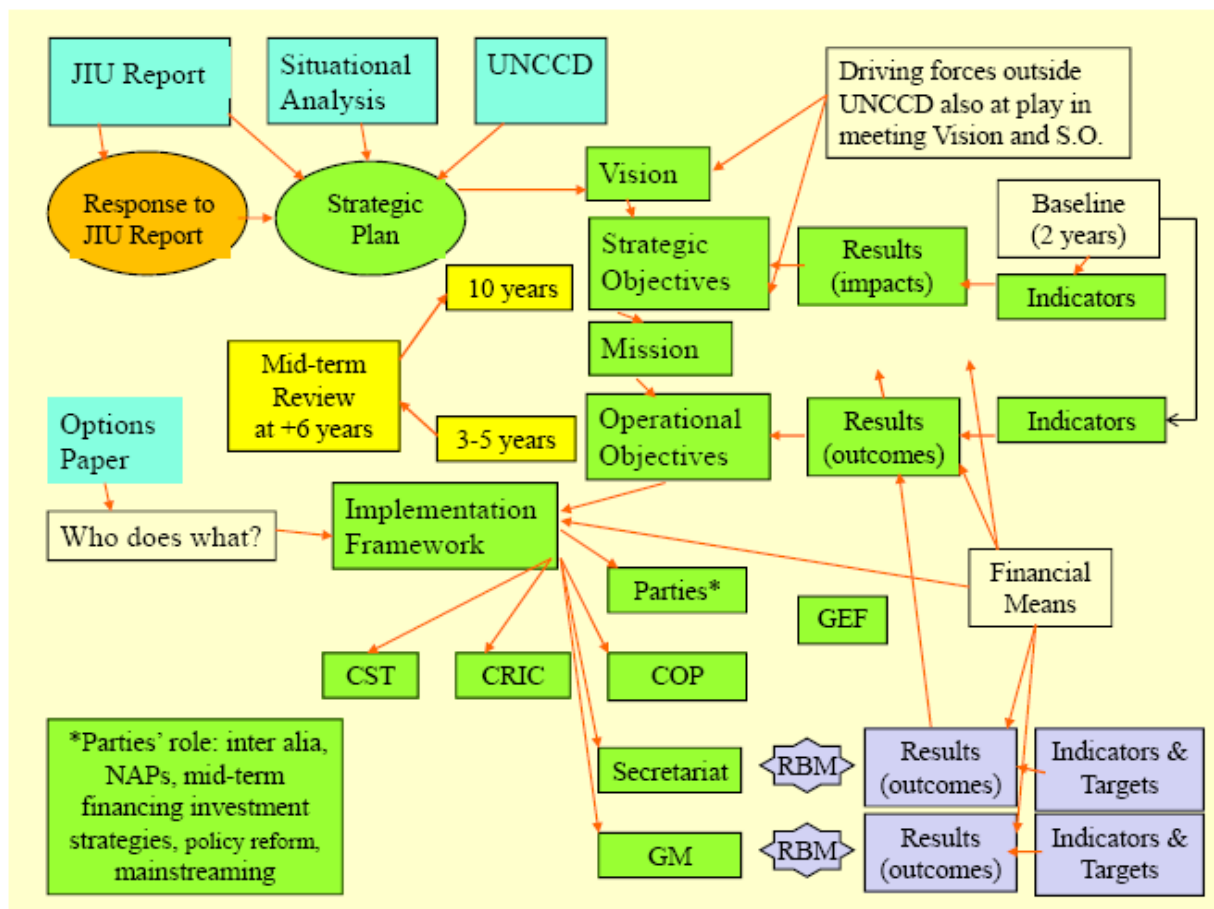 JIU Report
Situational
Analysis
UNCCD
Driving forces outside
UNCCD also at play in
meeting Vision and S.O.
Response to
JIU Report
Strategic
Plan
Vision
Baseline
(2 years)
Strategic
Objectives
Results
(impacts)
Indicators
10 years
Mission
Mid-term
Review
at +6 years
3-5 years
Operational
Objectives
Results
(outcomes)
Indicators
Options
Paper
Who does what?
Implementation
Framework
Financial
Means
Parties*
GEF
CST
CRIC
COP
*Parties’ role: inter alia,
NAPs, mid-term
financing investment
strategies, policy reform,
mainstreaming
Secretariat
RBM
Results
(outcomes)
Indicators &
Targets
GM
RBM
Results
(outcomes)
Indicators &
Targets